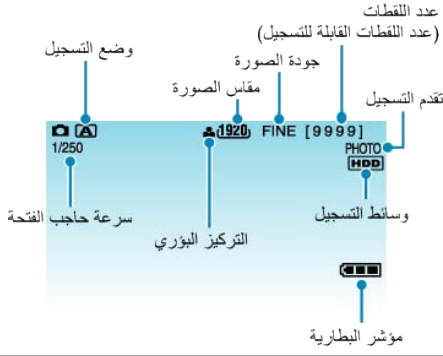 عدد اللقطات
(عدد اللقطات القابلة للتسجيل)
وضع التسجيل
جودة الصورة
مقاس الصورة
تقدم التسجيل
A 1920 FINE [9999]
1/250
PHOTO
HDD
سرعة حاجب الفتحة
التركيز البؤري
وسائط التسجيل
مؤشر البطارية